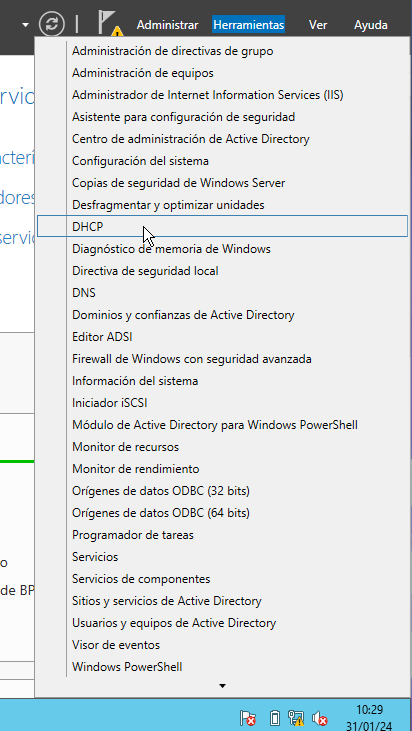 Administrar Herramientas Ver Ayuda
Administración de directivas de grupo
Administración de equipos
Administrador de Internet Information Services (IIS)
Asistente para configuración de seguridad
Centro de administración de Active Directory
Configuración del sistema
Copias de seguridad de Windows Server
Desfragmentar y optimizar unidades
DHCP
Diagnóstico de memoria de Windows
Directiva de seguridad local
DNS
Dominios y confianzas de Active Directory
Editor ADSI
Firewall de Windows con seguridad avanzada
Información del sistema
Iniciador iSCSI
Módulo de Active Directory para Windows PowerShell
Monitor de recursos
Monitor de rendimiento
Orígenes de datos ODBC (32 bits)
Orígenes de datos ODBC (64 bits)
Programador de tareas
Servicios
Servicios de componentes
Sitios y servicios de Active Directory
Usuarios y equipos de Active Directory
Visor de eventos
Windows PowerShell
de BP
10:29
31/01/24